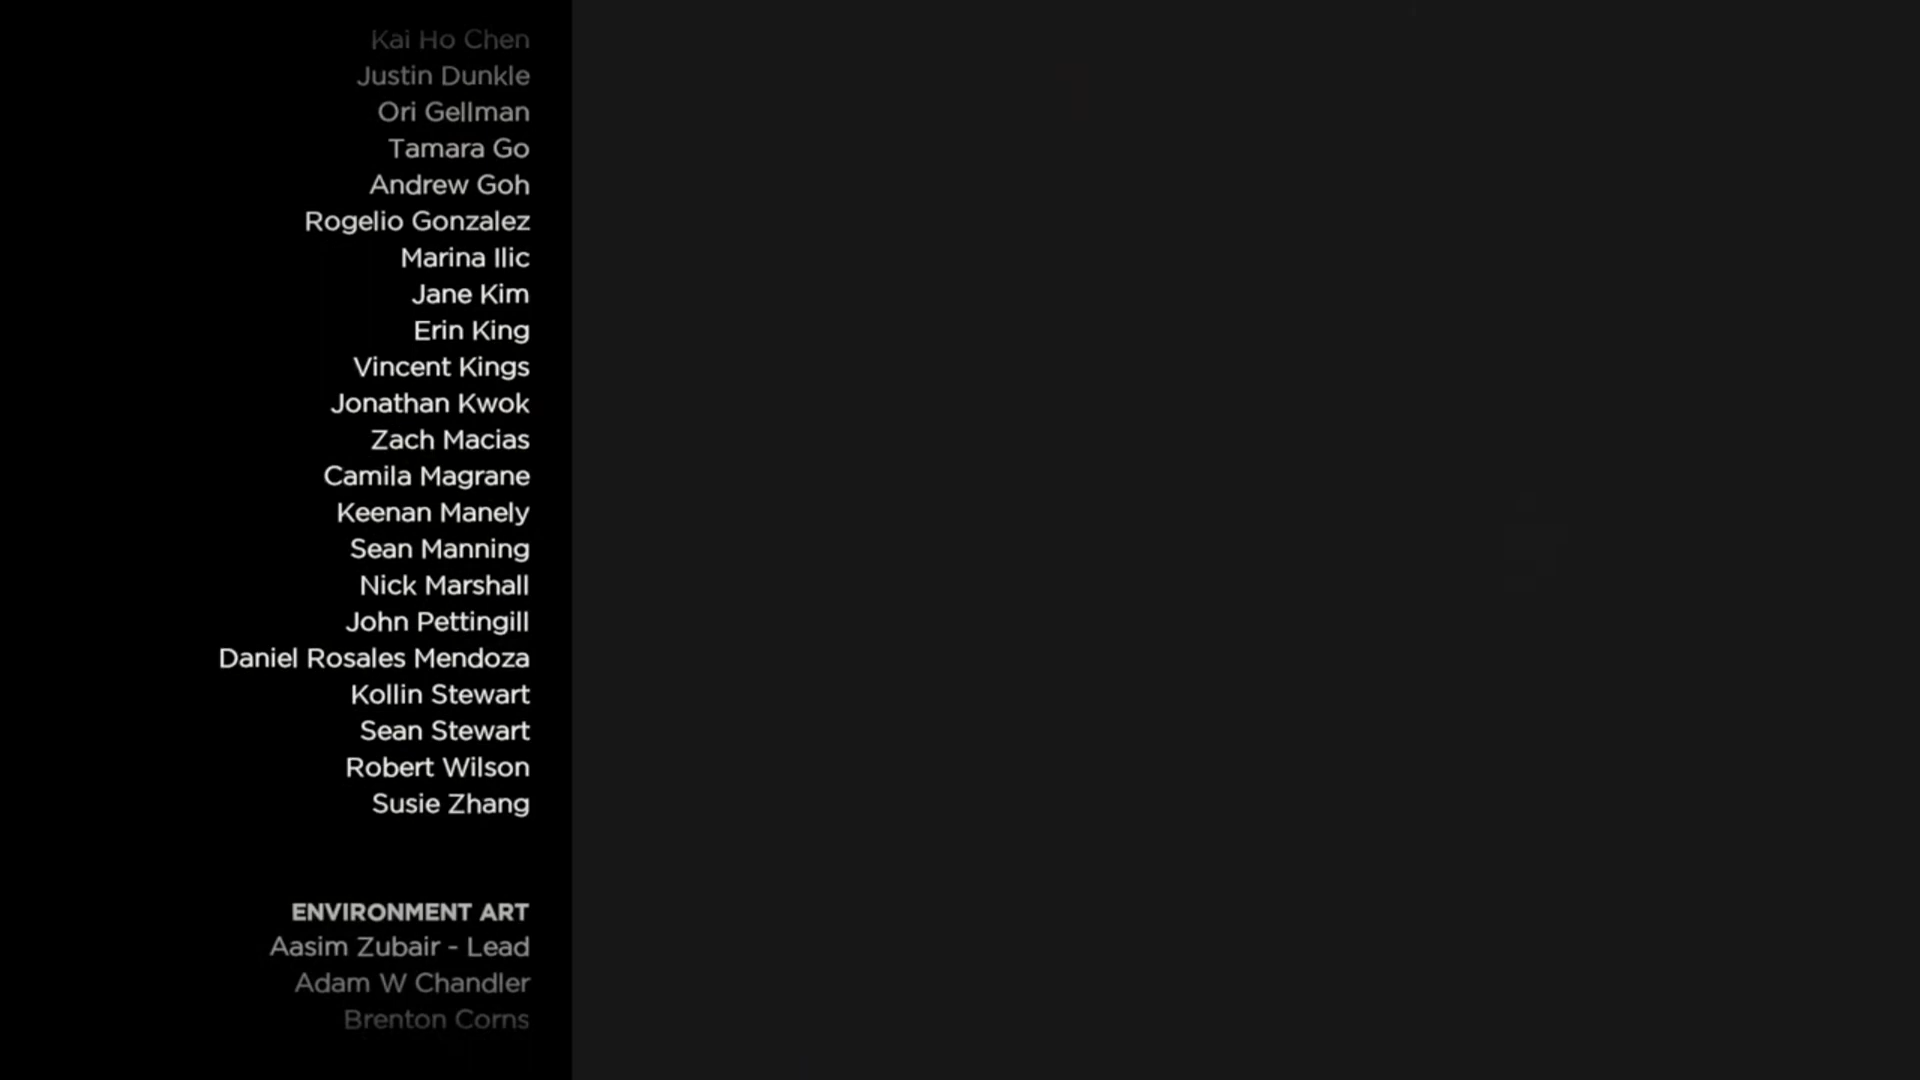 Kai Ho Chen
Justin Dunkle
Ori Gellman
Tamara Go
Andrew Goh
Rogelio Gonzalez
Marina Ilic
Jane Kim
Erin King
Vincent Kings
Jonathan Kwok
Zach Macias
Camila Magrane
Keenan Manely
Sean Manning
Nick Marshall
John Pettingill
Daniel Rosales Mendoza
Kollin Stewart
Sean Stewart
Robert Wilson
Susie Zhang
ENVIRONMENT ART
Aasim Zubair - Lead
Adam W Chandler
Brenton Corns